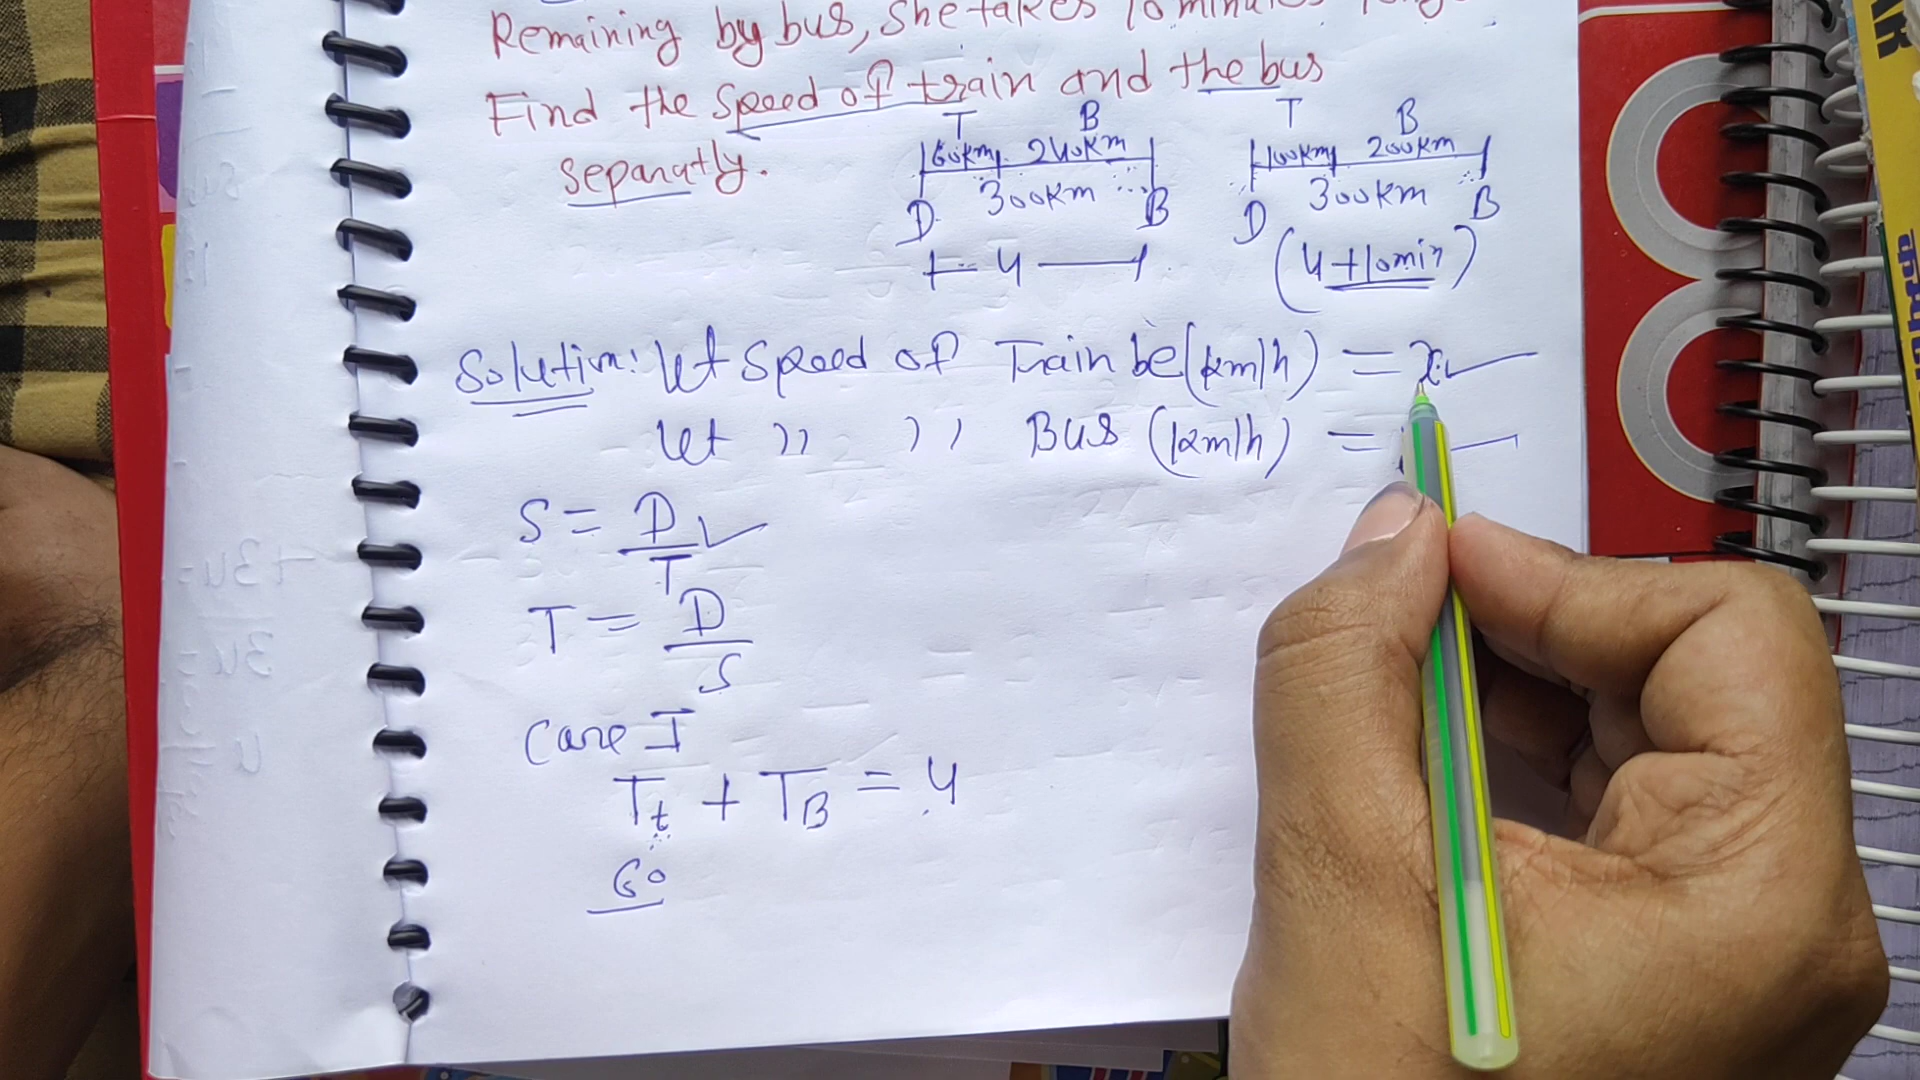 Remaining by bus, She takes 10 minutes
Find the Speed of train and the bus
Separatly.
T B T B
60km 240km 100km 200km
300km 300km
D B D B
4 (4+10min)
Solution: let Speed of Train be (km/h) = x
let ,, ,, Bus (km/h) =
S = D/T
T = D/S
Case I
Tt + TB = 4
60